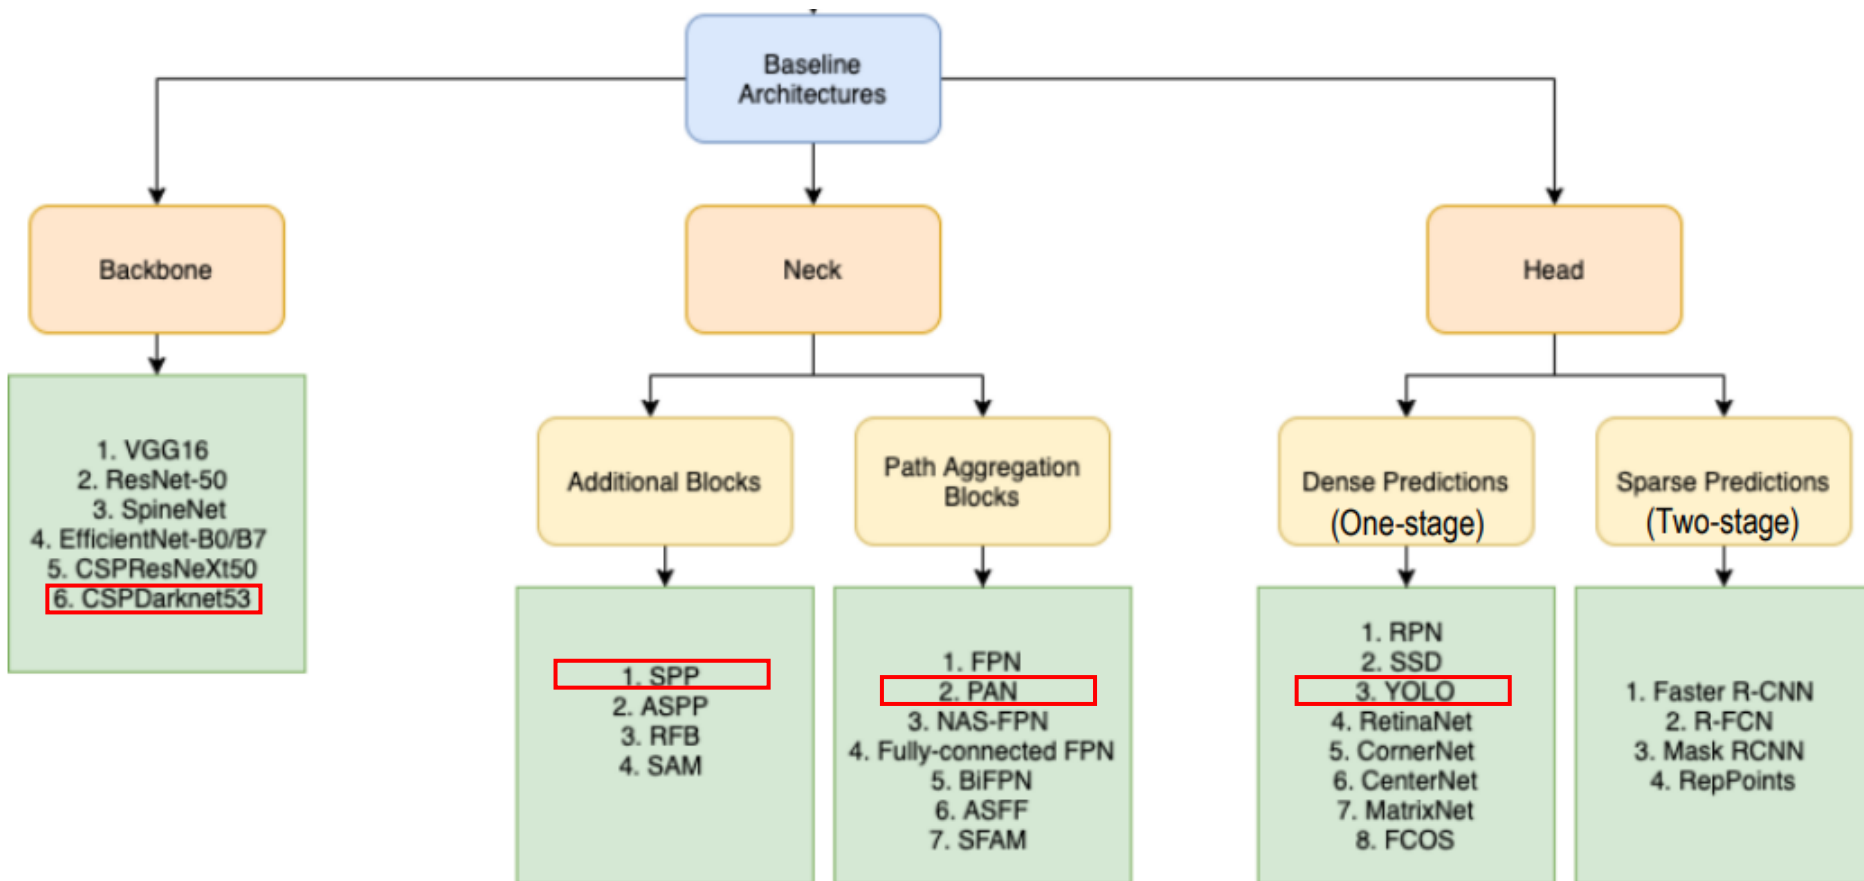 Baseline
Architectures
Backbone
Neck
Head
1. VGG16
2. ResNet-50
3. SpineNet
4. EfficientNet-B0/B7
5. CSPResNeXt50
6. CSPDarknet53
Additional Blocks
Path Aggregation
Blocks
Dense Predictions
(One-stage)
Sparse Predictions
(Two-stage)
1. SPP
2. ASPP
3. RFB
4. SAM
1. FPN
2. PAN
3. NAS-FPN
4. Fully-connected FPN
5. BiFPN
6. ASFF
7. SFAM
1. RPN
2. SSD
3. YOLO
4. RetinaNet
5. CornerNet
6. CenterNet
7. MatrixNet
8. FCOS
1. Faster R-CNN
2. R-FCN
3. Mask RCNN
4. RepPoints